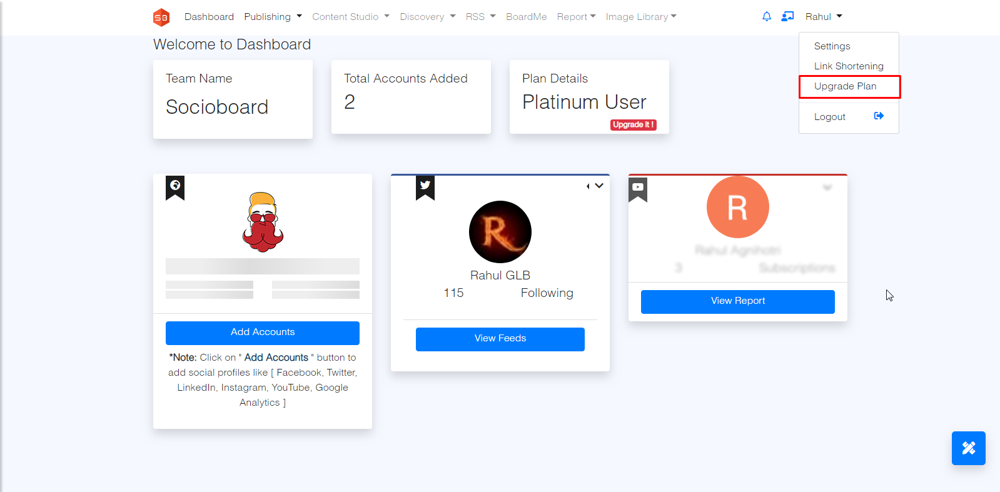 SB Dashboard Publishing Content Studio Discovery RSS BoardMe Report Image Library Rahul
Welcome to Dashboard
Settings
Link Shortening
Upgrade Plan
Logout
Team Name
Socioboard
Total Accounts Added
2
Plan Details
Platinum User
Upgrade it !
Add Accounts
*Note: Click on " Add Accounts " button to
add social profiles like [ Facebook, Twitter,
LinkedIn, Instagram, YouTube, Google
Analytics ]
R
Rahul GLB
115 Following
View Feeds
R
Rahul Agnihotri
3 Subscriptions
View Report